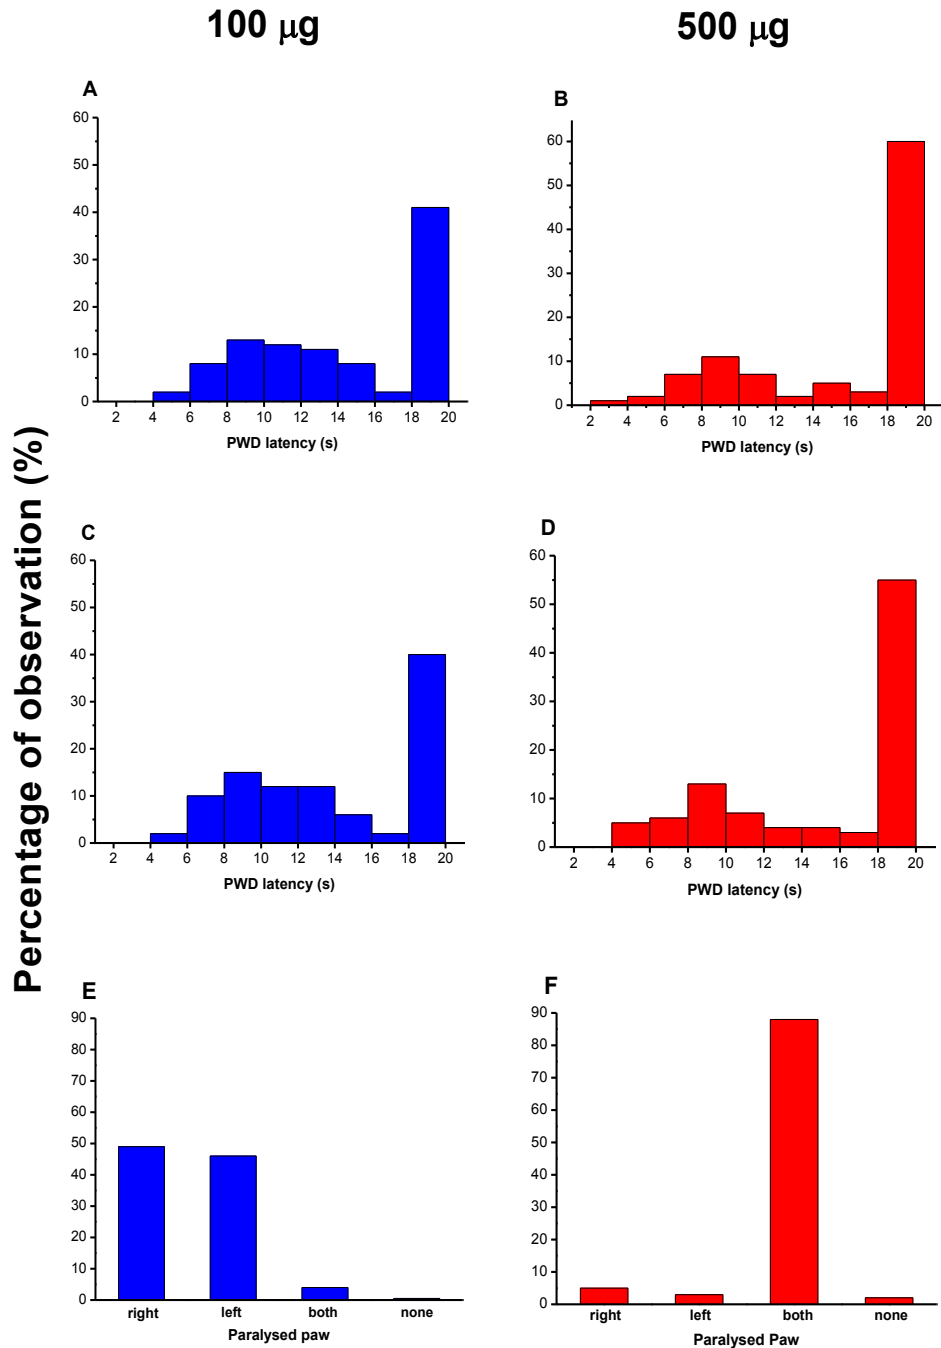 100 μg
500 μg
A
60
50
40
30
20
10
0
2 4 6 8 10 12 14 16 18 20
PWD latency (s)
B
60
50
40
30
20
10
0
2 4 6 8 10 12 14 16 18 20
PWD latency (s)
Percentage of observation (%)
C
60
50
40
30
20
10
0
2 4 6 8 10 12 14 16 18 20
PWD latency (s)
D
60
50
40
30
20
10
0
2 4 6 8 10 12 14 16 18 20
PWD latency (s)
E
90
80
70
60
50
40
30
20
10
0
right left both none
Paralysed paw
F
90
80
70
60
50
40
30
20
10
0
right left both none
Paralysed Paw